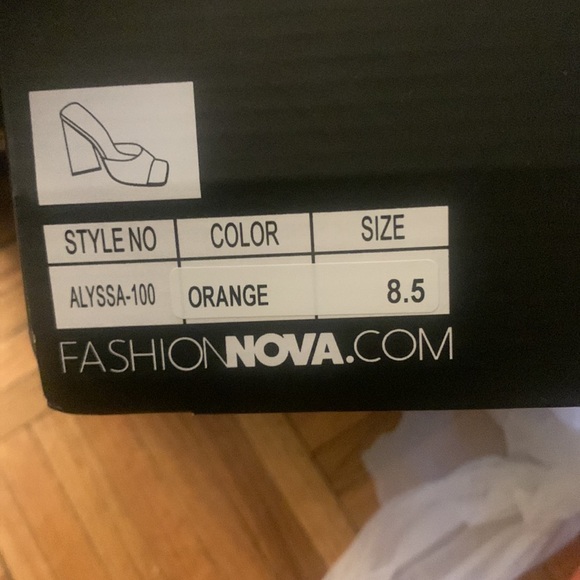 STYLE NO COLOR SIZE
ALYSSA-100 ORANGE 8.5
FASHIONNOVA.COM